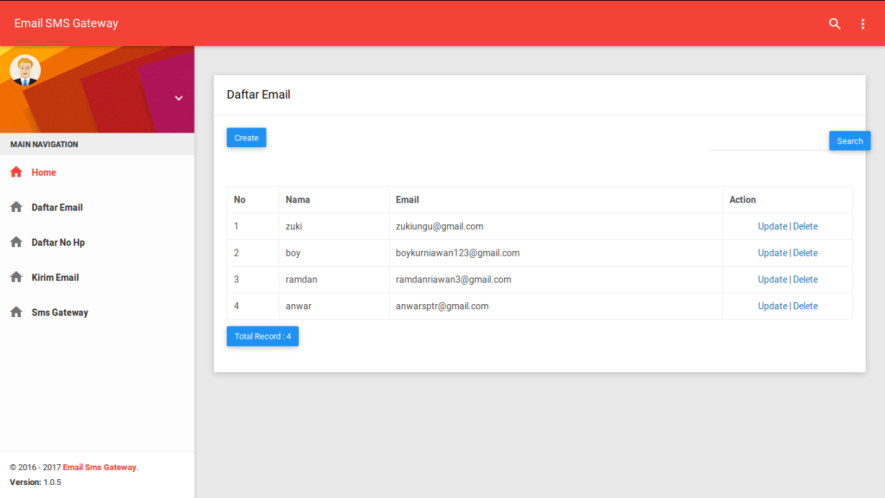 Email SMS Gateway
MAIN NAVIGATION
Home
Daftar Email
Daftar No Hp
Kirim Email
Sms Gateway
© 2016 - 2017 Email Sms Gateway.
Version: 1.0.5
Daftar Email
Create
Search
No Nama Email Action
1 zuki zukiungu@gmail.com Update | Delete
2 boy boykurniawan123@gmail.com Update | Delete
3 ramdan ramdanriawan3@gmail.com Update | Delete
4 anwar anwarsptr@gmail.com Update | Delete
Total Record : 4